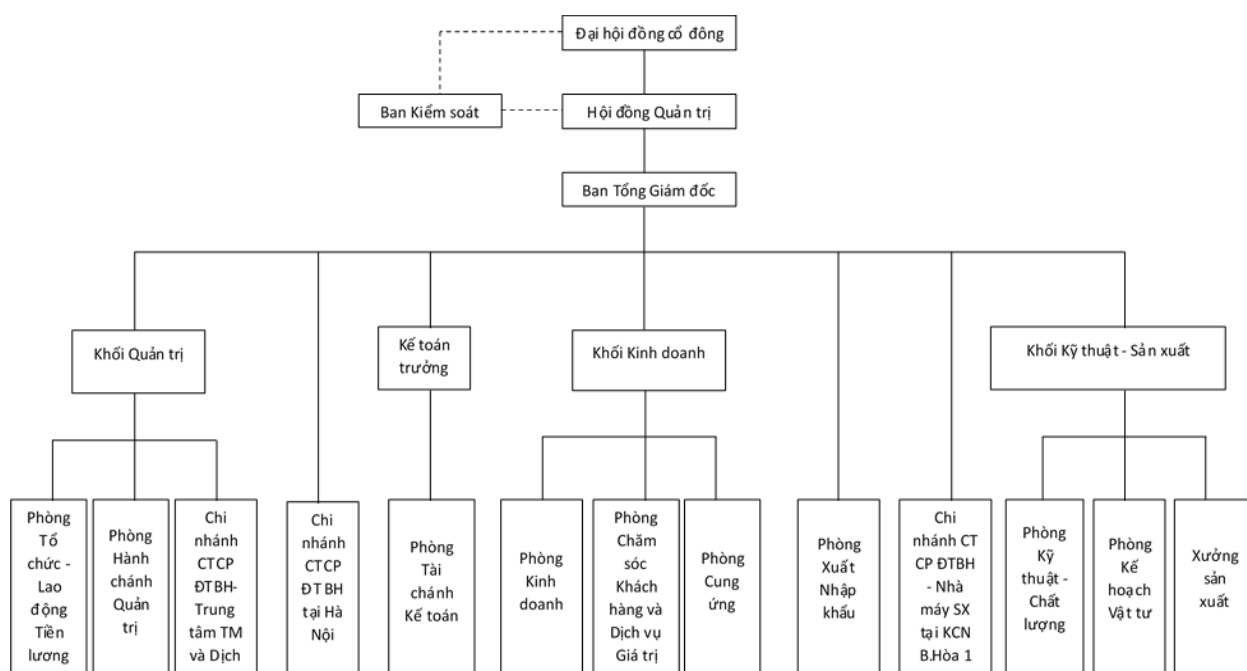 Đại hội đồng cổ đông
Ban Kiểm soát
Hội đồng Quản trị
Ban Tổng Giám đốc
Khối Quản trị
Kế toán
trưởng
Khối Kinh doanh
Khối Kỹ thuật - Sản xuất
Phòng
Tổ
chức -
Lao
động
Tiền
lương
Phòng
Hành
chánh
Quản
trị
Chi
nhánh
CTCP
ĐTBH-
Trung
tâm TM
và Dịch
Chi
nhánh
CTCP
ĐTBH
tại Hà
Nội
Phòng
Tài
chánh
Kế toán
Phòng
Kinh
doanh
Phòng
Chăm
sóc
Khách
hàng và
Dịch vụ
Giá trị
Phòng
Cung
ứng
Phòng
Xuất
Nhập
khẩu
Chi
nhánh CT
CP ĐTBH
- Nhà
máy SX
tại KCN
B.Hòa 1
Phòng
Kỹ
thuật -
Chất
lượng
Phòng
Kế
hoạch
Vật tư
Xưởng
sản
xuất